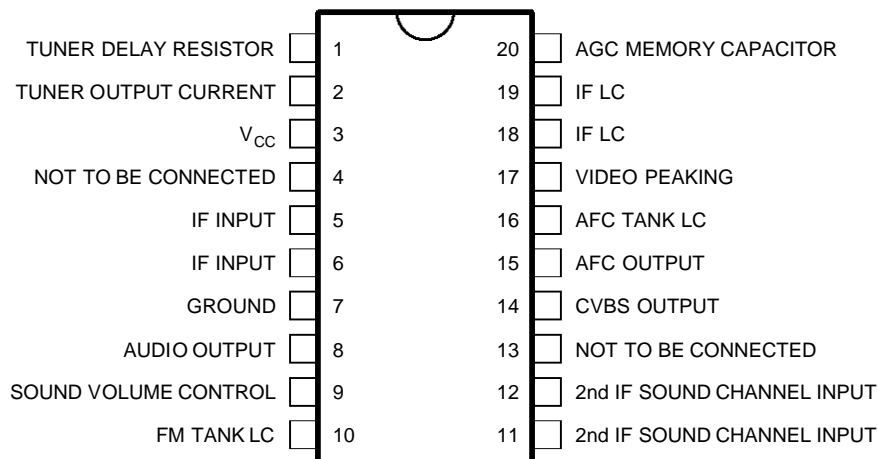 TUNER DELAY RESISTOR 1 20 AGC MEMORY CAPACITOR
TUNER OUTPUT CURRENT 2 19 IF LC
VCC 3 18 IF LC
NOT TO BE CONNECTED 4 17 VIDEO PEAKING
IF INPUT 5 16 AFC TANK LC
IF INPUT 6 15 AFC OUTPUT
GROUND 7 14 CVBS OUTPUT
AUDIO OUTPUT 8 13 NOT TO BE CONNECTED
SOUND VOLUME CONTROL 9 12 2nd IF SOUND CHANNEL INPUT
FM TANK LC 10 11 2nd IF SOUND CHANNEL INPUT